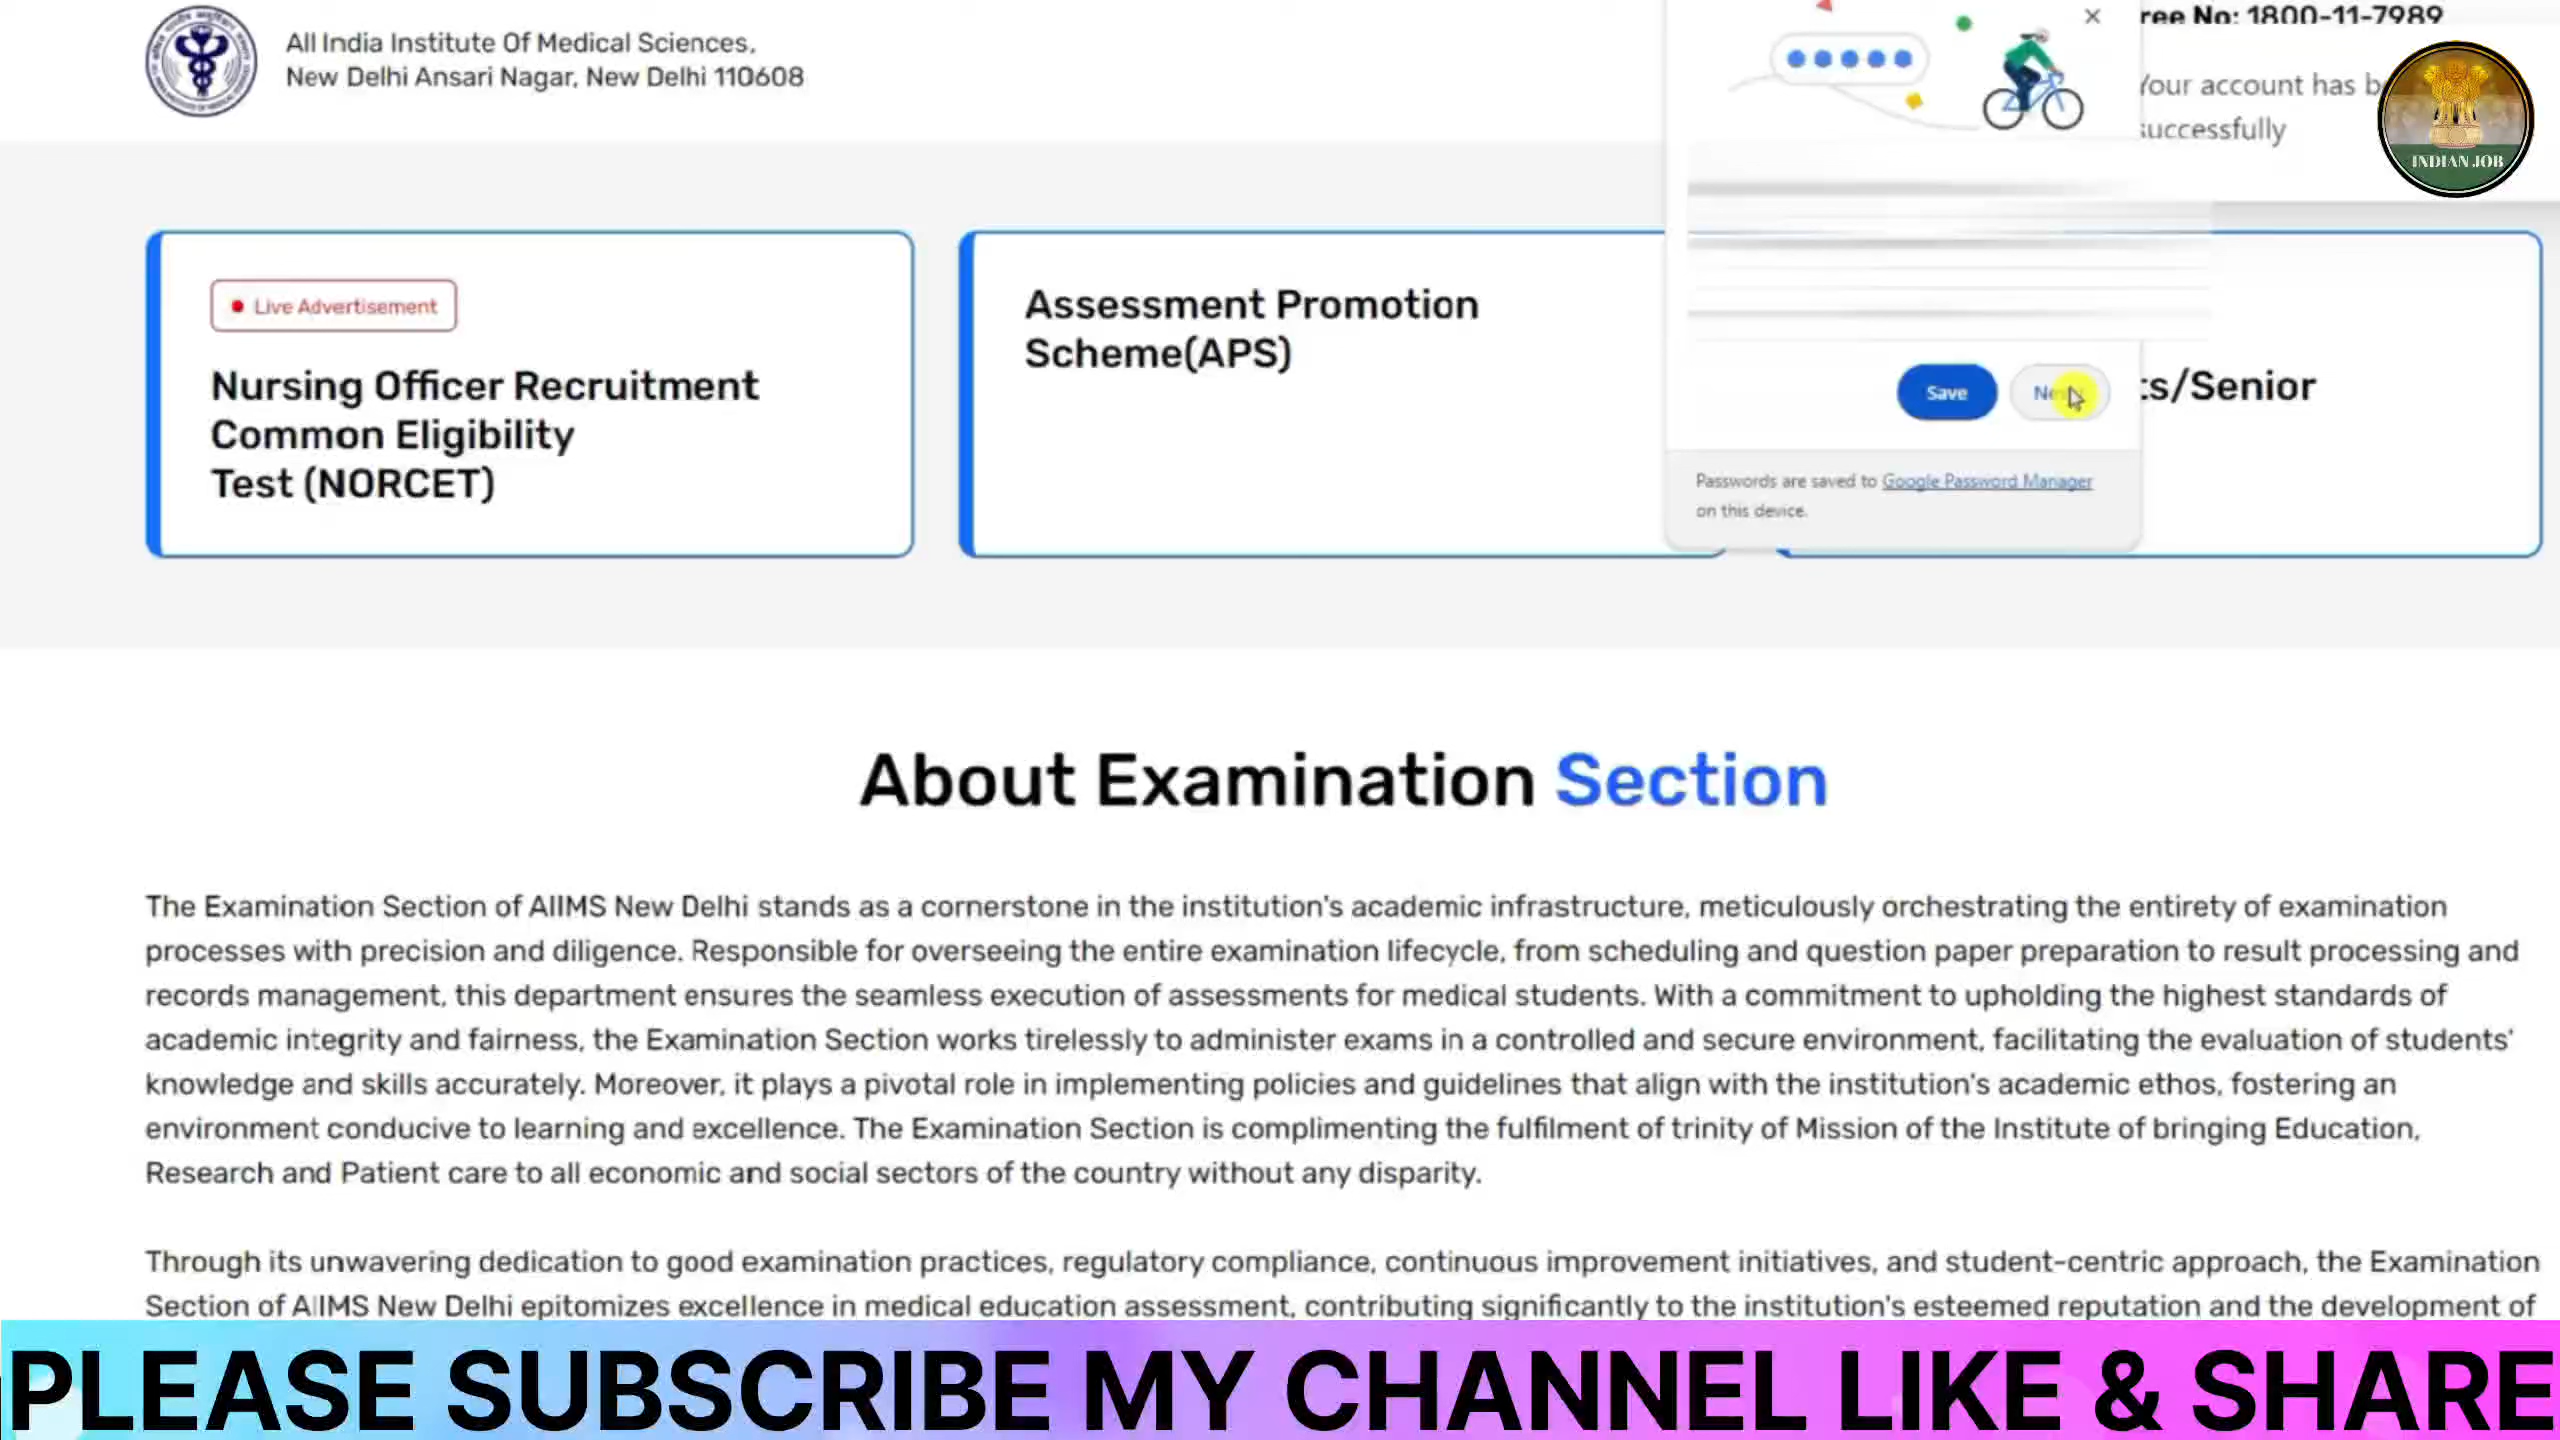 All India Institute Of Medical Sciences,
New Delhi Ansari Nagar, New Delhi 110608
ree No: 1800-11-7989
Your account has b
successfully
INDIAN JOB
Live Advertisement
Nursing Officer Recruitment
Common Eligibility
Test (NORCET)
Assessment Promotion
Scheme(APS)
ts/Senior
Save
Passwords are saved to Google Password Manager
on this device.
About Examination Section
The Examination Section of AIIMS New Delhi stands as a cornerstone in the institution's academic infrastructure, meticulously orchestrating the entirety of examination
processes with precision and diligence. Responsible for overseeing the entire examination lifecycle, from scheduling and question paper preparation to result processing and
records management, this department ensures the seamless execution of assessments for medical students. With a commitment to upholding the highest standards of
academic integrity and fairness, the Examination Section works tirelessly to administer exams in a controlled and secure environment, facilitating the evaluation of students'
knowledge and skills accurately. Moreover, it plays a pivotal role in implementing policies and guidelines that align with the institution's academic ethos, fostering an
environment conducive to learning and excellence. The Examination Section is complimenting the fulfilment of trinity of Mission of the Institute of bringing Education,
Research and Patient care to all economic and social sectors of the country without any disparity.
Through its unwavering dedication to good examination practices, regulatory compliance, continuous improvement initiatives, and student-centric approach, the Examination
Section of AIIMS New Delhi epitomizes excellence in medical education assessment, contributing significantly to the institution's esteemed reputation and the development of
PLEASE SUBSCRIBE MY CHANNEL LIKE & SHARE